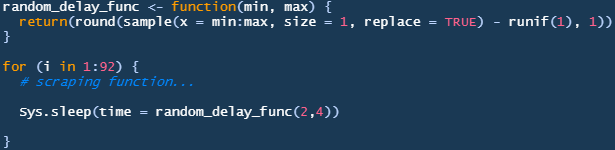 random_delay_func <- function(min, max) {
  return(round(sample(x = min:max, size = 1, replace = TRUE) - runif(1), 1))
}

for (i in 1:92) {
  # scraping function...

  Sys.sleep(time = random_delay_func(2,4))

}